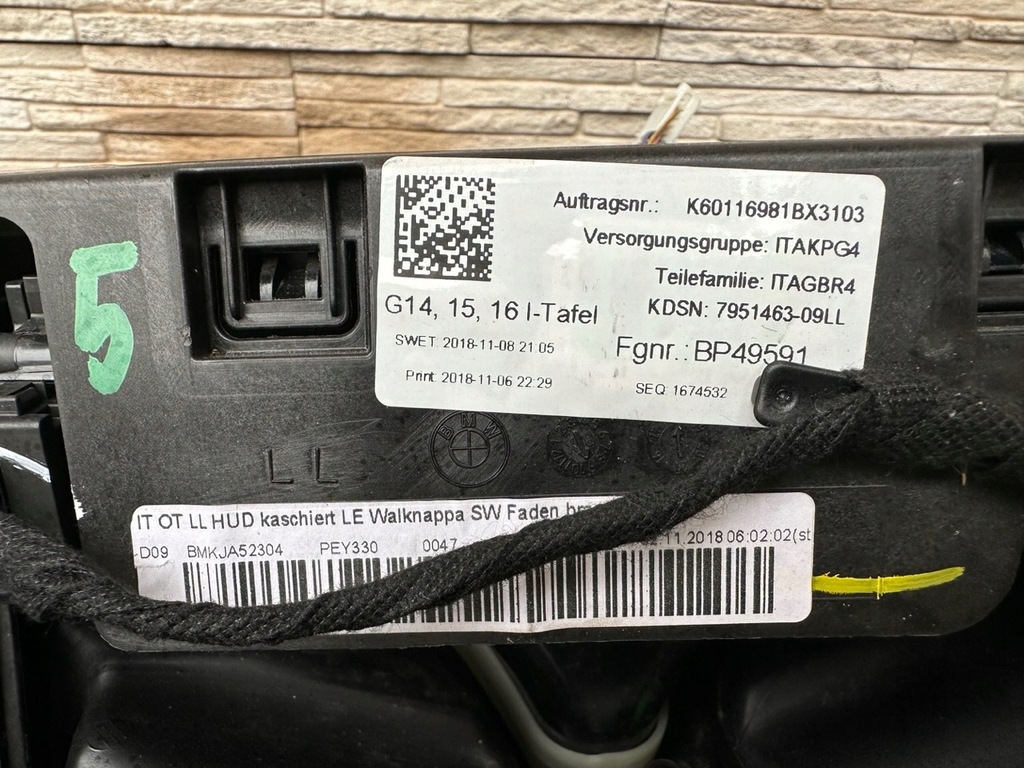 5
Auftragsnr.: K60116981BX3103
Versorgungsgruppe: ITAKPG4
Teilefamilie: ITAGBR4
KDSN: 7951463-09LL
G14, 15, 16 I-Tafel
SWET: 2018-11-08 21:05
Fgnr.: BP49591
Print: 2018-11-06 22:29
SEQ: 1674532
LL
BMW
IT OT LL HUD kaschiert LE Walknappa SW Faden
D09 BMKJA52304 PEY330 0047 .11.2018 06:02:02(st